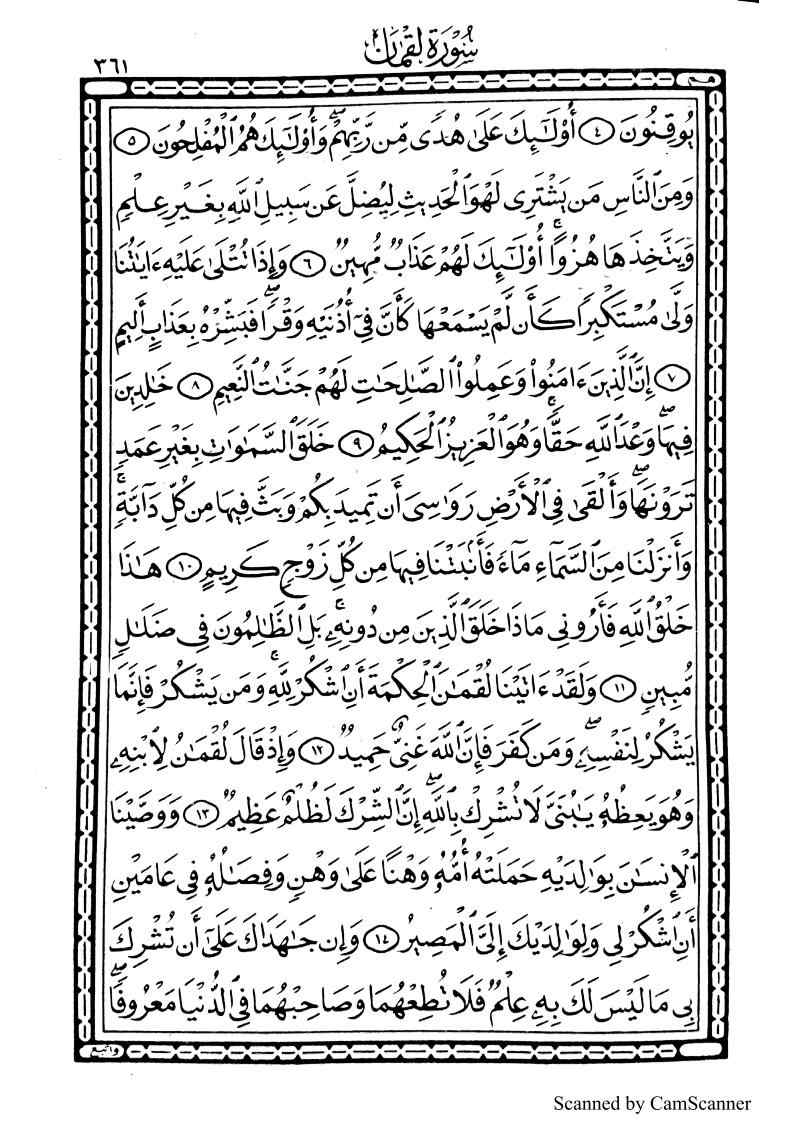 سُورَةُ لُقْمَان
٣٦١
هم
يُوقِنُونَ ٤ أُوْلَٰٓئِكَ عَلَىٰ هُدًى مِّن رَّبِّهِمْۖ وَأُوْلَٰٓئِكَ هُمُ ٱلْمُفْلِحُونَ ٥
وَمِنَ ٱلنَّاسِ مَن يَشْتَرِى لَهْوَ ٱلْحَدِيثِ لِيُضِلَّ عَن سَبِيلِ ٱللَّهِ بِغَيْرِ عِلْمٍ
وَيَتَّخِذُهَا هُزُوًاۚ أُوْلَٰٓئِكَ لَهُمْ عَذَابٌ مُّهِينٌ ٦ وَإِذَا تُتْلَىٰ عَلَيْهِ ءَايَٰتُنَا
وَلَّىٰ مُسْتَكْبِرًا كَأَن لَّمْ يَسْمَعْهَا كَأَنَّ فِىٓ أُذْنَيْهِ وَقْرًاۖ فَبَشِّرْهُ بِعَذَابٍ أَلِيمٍ
٧ إِنَّ ٱلَّذِينَ ءَامَنُوا۟ وَعَمِلُوا۟ ٱلصَّٰلِحَٰتِ لَهُمْ جَنَّٰتُ ٱلنَّعِيمِ ٨ خَٰلِدِينَ
فِيهَاۖ وَعْدَ ٱللَّهِ حَقًّاۚ وَهُوَ ٱلْعَزِيزُ ٱلْحَكِيمُ ٩ خَلَقَ ٱلسَّمَٰوَٰتِ بِغَيْرِ عَمَدٍ
تَرَوْنَهَاۖ وَأَلْقَىٰ فِى ٱلْأَرْضِ رَوَٰسِىَ أَن تَمِيدَ بِكُمْ وَبَثَّ فِيهَا مِن كُلِّ دَآبَّةٍۚ
وَأَنزَلْنَا مِنَ ٱلسَّمَآءِ مَآءً فَأَنۢبَتْنَا فِيهَا مِن كُلِّ زَوْجٍ كَرِيمٍ ١٠ هَٰذَا
خَلْقُ ٱللَّهِ فَأَرُونِى مَاذَا خَلَقَ ٱلَّذِينَ مِن دُونِهِۦۚ بَلِ ٱلظَّٰلِمُونَ فِى ضَلَٰلٍ
مُّبِينٍ ١١ وَلَقَدْ ءَاتَيْنَا لُقْمَٰنَ ٱلْحِكْمَةَ أَنِ ٱشْكُرْ لِلَّهِۚ وَمَن يَشْكُرْ فَإِنَّمَا
يَشْكُرُ لِنَفْسِهِۦۖ وَمَن كَفَرَ فَإِنَّ ٱللَّهَ غَنِىٌّ حَمِيدٌ ١٢ وَإِذْ قَالَ لُقْمَٰنُ لِٱبْنِهِۦ
وَهُوَ يَعِظُهُۥ يَٰبُنَىِّ لَا تُشْرِكْ بِٱللَّهِۖ إِنَّ ٱلشِّرْكَ لَظُلْمٌ عَظِيمٌ ١٣ وَوَصَّيْنَا
ٱلْإِنسَٰنَ بِوَٰلِدَيْهِ حَمَلَتْهُ أُمُّهُۥ وَهْنًا عَلَىٰ وَهْنٍ وَفِصَٰلُهُۥ فِى عَامَيْنِ
أَنِ ٱشْكُرْ لِى وَلِوَٰلِدَيْكَ إِلَىَّ ٱلْمَصِيرُ ١٤ وَإِن جَٰهَدَاكَ عَلَىٰٓ أَن تُشْرِكَ
بِى مَا لَيْسَ لَكَ بِهِۦ عِلْمٌ فَلَا تُطِعْهُمَا وَصَاحِبْهُمَا فِى ٱلدُّنْيَا مَعْرُوفًاۖ
واتبع
Scanned by CamScanner